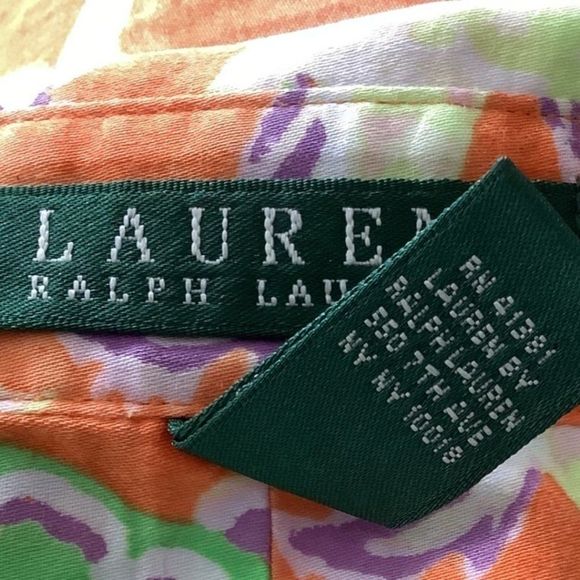 LAUREN
RALPH LAU
RN 41381
LAUREN BY
RALPH LAUREN
550 7TH AVE
NY NY 10018